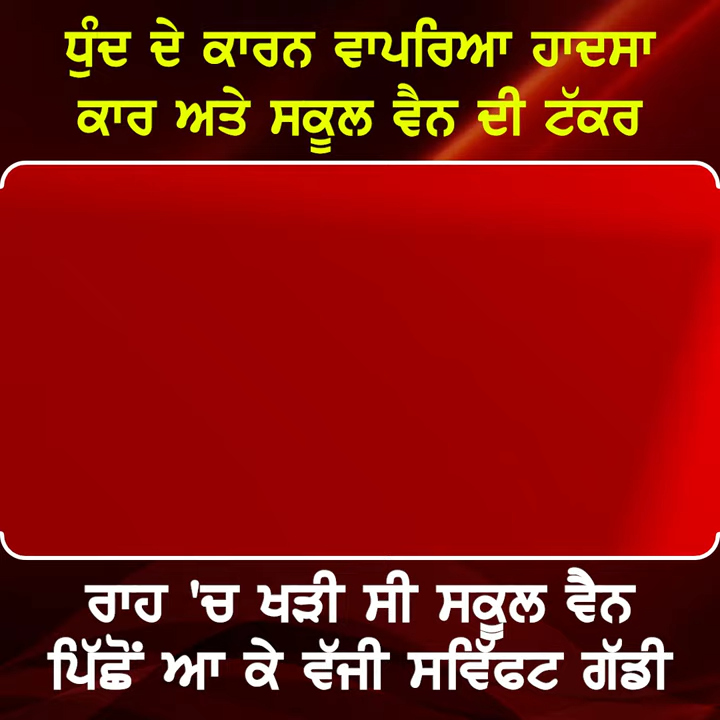 ਧੁੰਦ ਦੇ ਕਾਰਨ ਵਾਪਰਿਆ ਹਾਦਸਾ
ਕਾਰ ਅਤੇ ਸਕੂਲ ਵੈਨ ਦੀ ਟੱਕਰ
ਰਾਹ 'ਚ ਖੜੀ ਸੀ ਸਕੂਲ ਵੈਨ
ਪਿੱਛੋਂ ਆ ਕੇ ਵੱਜੀ ਸਵਿੱਫਟ ਗੱਡੀ